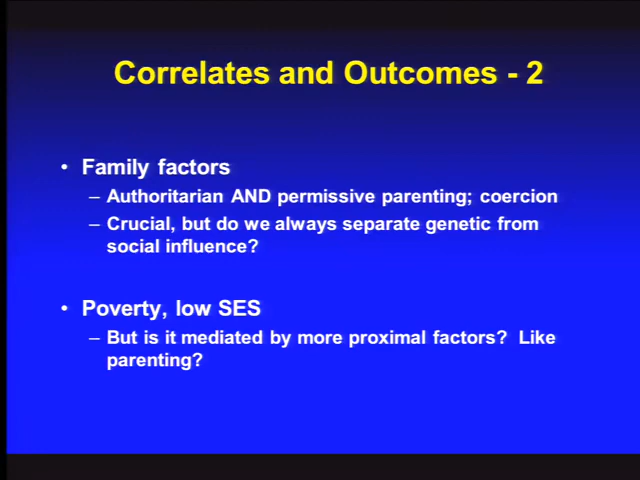 Correlates and Outcomes - 2
• Family factors
– Authoritarian AND permissive parenting; coercion
– Crucial, but do we always separate genetic from
social influence?
• Poverty, low SES
– But is it mediated by more proximal factors? Like
parenting?